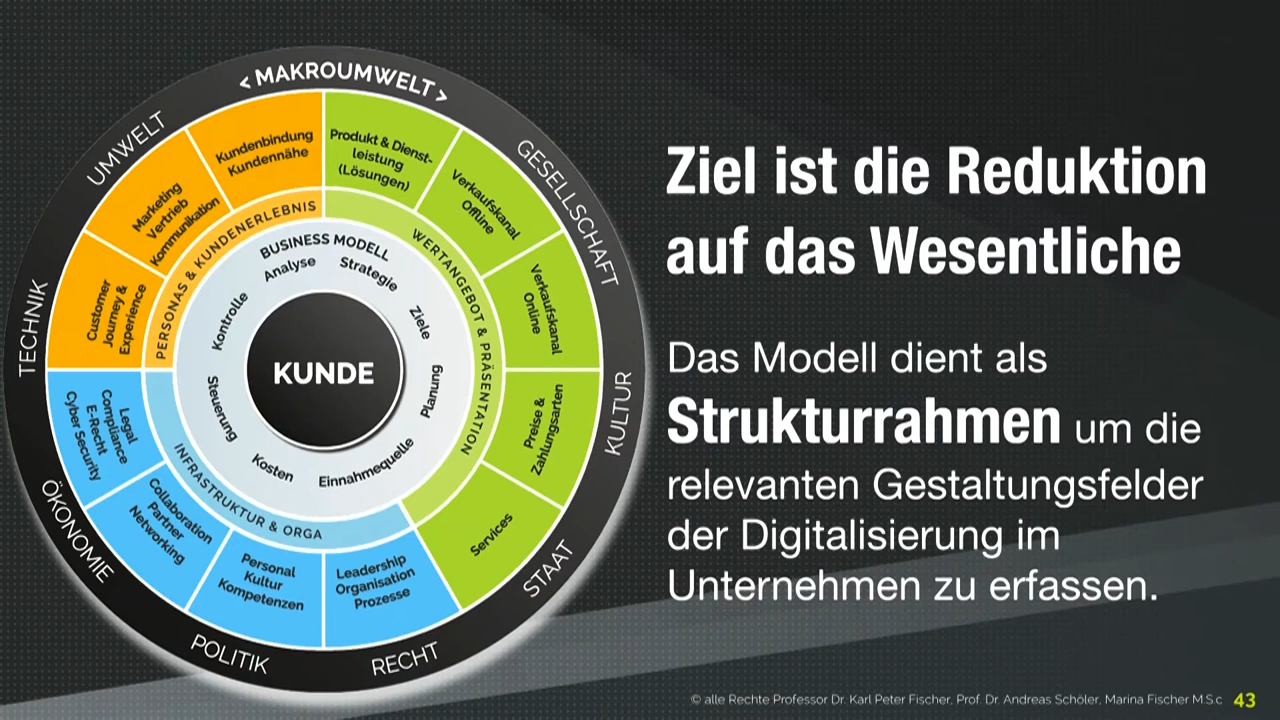 < MAKROUMWELT >
UMWELT
GESELLSCHAFT
TECHNIK
KULTUR
ÖKONOMIE
STAAT
POLITIK
RECHT
Kundenbindung
Kundennähe
Produkt & Dienst-
leistung
(Lösungen)
Marketing
Vertrieb
Kommunikation
Verkaufskanal
Offline
Customer
Journey &
Experience
Verkaufskanal
Online
Legal
Compliance
E-Recht
Cyber Security
Preise &
Zahlungsarten
Collaboration
Partner
Networking
Services
Personal
Kultur
Kompetenzen
Leadership
Organisation
Prozesse
PERSONAS & KUNDENERLEBNIS
WERTANGEBOT & PRÄSENTATION
INFRASTRUKTUR & ORGA
BUSINESS MODELL
Analyse
Strategie
Kontrolle
Ziele
Steuerung
Planung
Kosten
Einnahmequelle
KUNDE
Ziel ist die Reduktion
auf das Wesentliche
Das Modell dient als
Strukturrahmen um die
relevanten Gestaltungsfelder
der Digitalisierung im
Unternehmen zu erfassen.
© alle Rechte Professor Dr. Karl Peter Fischer, Prof. Dr. Andreas Schöler, Marina Fischer M.S.c 43